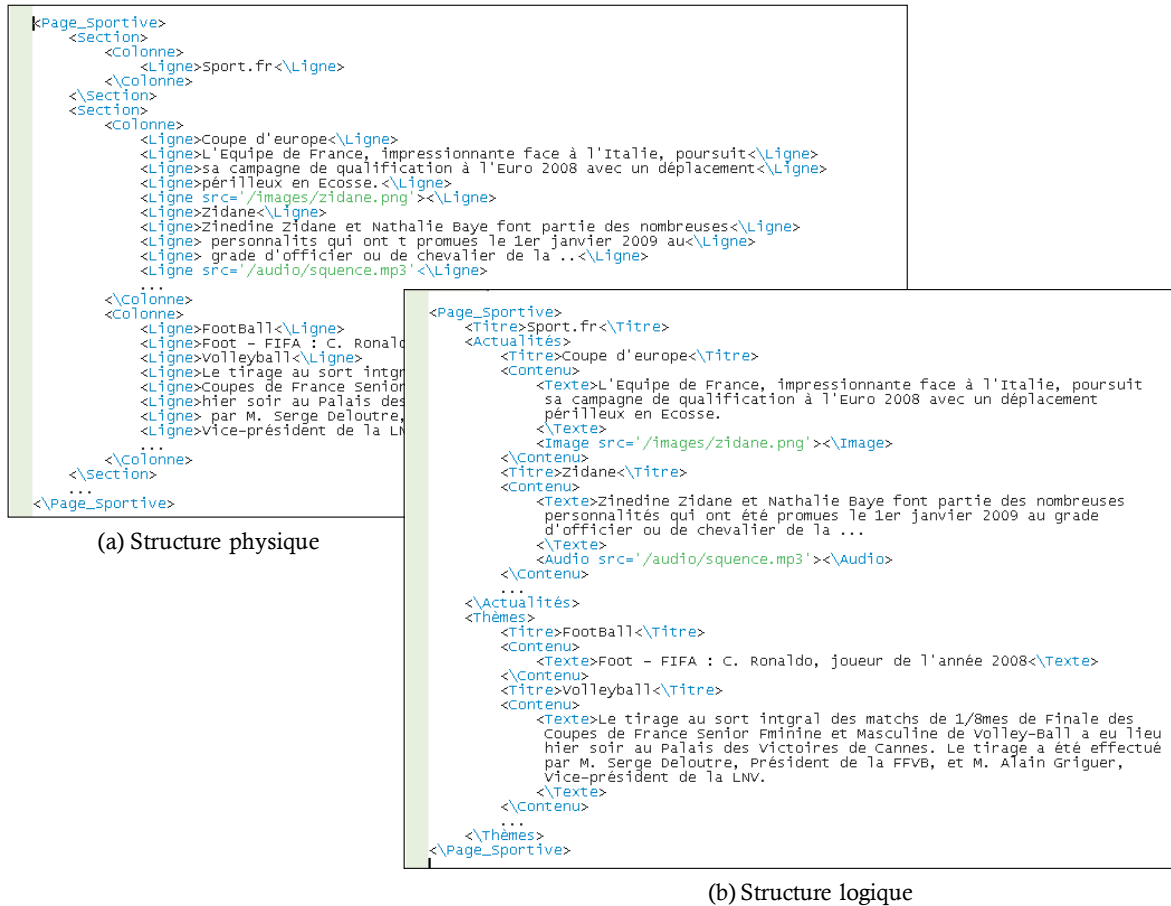 <Page_Sportive>
<Section>
<Colonne>
<Ligne>Sport.fr<\Ligne>
<\Colonne>
<\Section>
<Section>
<Colonne>
<Ligne>Coupe d'europe<\Ligne>
<Ligne>L'Equipe de France, impressionnante face à l'Italie, poursuit<\Ligne>
<Ligne>sa campagne de qualification à l'Euro 2008 avec un déplacement<\Ligne>
<Ligne>périlleux en Ecosse.<\Ligne>
<Ligne src='/images/zidane.png'><\Ligne>
<Ligne>Zidane<\Ligne>
<Ligne>Zinedine Zidane et Nathalie Baye font partie des nombreuses<\Ligne>
<Ligne> personnalits qui ont t promues le 1er janvier 2009 au<\Ligne>
<Ligne> grade d'officier ou de chevalier de la ..<\Ligne>
<Ligne src='/audio/squence.mp3'<\Ligne>
...
<\Colonne>
<Colonne>
<Ligne>FootBall<\Ligne>
<Ligne>Foot - FIFA : C. Ronald
<Ligne>Volleyball<\Ligne>
<Ligne>Le tirage au sort intgr
<Ligne>Coupes de France Senior
<Ligne>hier soir au Palais des
<Ligne> par M. Serge Deloutre,
<Ligne>Vice-président de la LN
...
<\Colonne>
<\Section>
...
<\Page_Sportive>
(a) Structure physique
<Page_Sportive>
<Titre>Sport.fr<\Titre>
<Actualités>
<Titre>Coupe d'europe<\Titre>
<Contenu>
<Texte>L'Equipe de France, impressionnante face à l'Italie, poursuit
sa campagne de qualification à l'Euro 2008 avec un déplacement
périlleux en Ecosse.
<\Texte>
<Image src='/images/zidane.png'><\Image>
<\Contenu>
<Titre>Zidane<\Titre>
<Contenu>
<Texte>Zinedine Zidane et Nathalie Baye font partie des nombreuses
personnalités qui ont été promues le 1er janvier 2009 au grade
d'officier ou de chevalier de la ...
<\Texte>
<Audio src='/audio/squence.mp3'><\Audio>
<\Contenu>
...
<\Actualités>
<Thèmes>
<Titre>FootBall<\Titre>
<Contenu>
<Texte>Foot - FIFA : C. Ronaldo, joueur de l'année 2008<\Texte>
<\Contenu>
<Titre>Volleyball<\Titre>
<Contenu>
<Texte>Le tirage au sort intgral des matchs de 1/8mes de Finale des
Coupes de France Senior Fminine et Masculine de Volley-Ball a eu lieu
hier soir au Palais des Victoires de Cannes. Le tirage a été effectué
par M. Serge Deloutre, Président de la FFVB, et M. Alain Griguer,
Vice-président de la LNV.
<\Texte>
<\Contenu>
...
<\Thèmes>
<\Page_Sportive>
(b) Structure logique